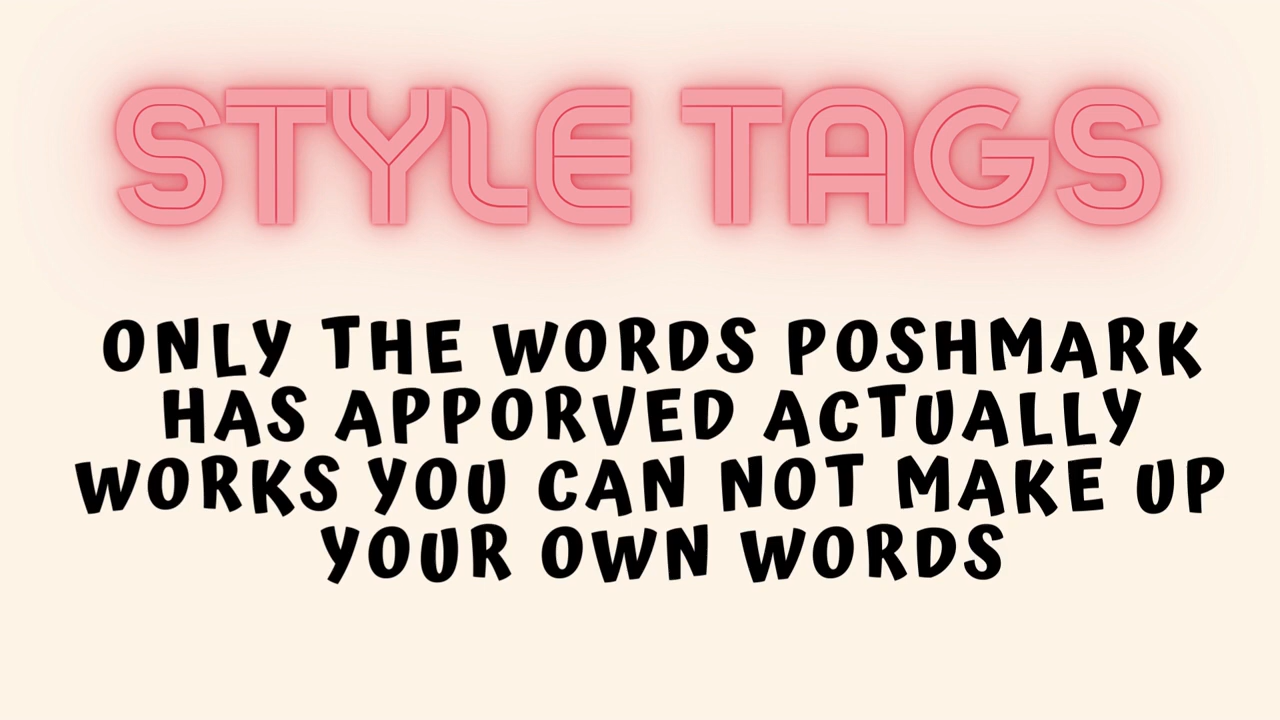 STYLE TAGS
ONLY THE WORDS POSHMARK
HAS APPORVED ACTUALLY
WORKS YOU CAN NOT MAKE UP
YOUR OWN WORDS